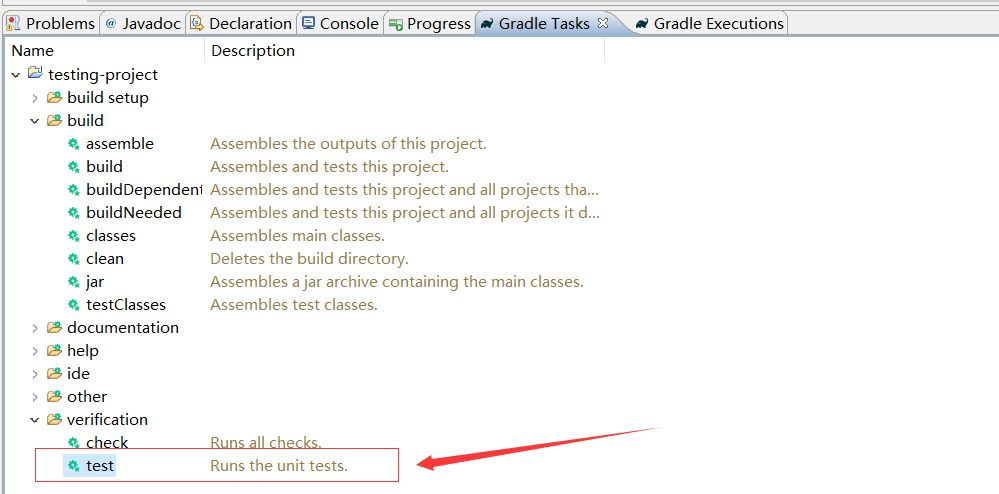 Problems @ Javadoc Declaration Console Progress Gradle Tasks Gradle Executions
Name Description
testing-project
build setup
build
assemble Assembles the outputs of this project.
build Assembles and tests this project.
buildDependent Assembles and tests this project and all projects tha...
buildNeeded Assembles and tests this project and all projects it d...
classes Assembles main classes.
clean Deletes the build directory.
jar Assembles a jar archive containing the main classes.
testClasses Assembles test classes.
documentation
help
ide
other
verification
check Runs all checks.
test Runs the unit tests.